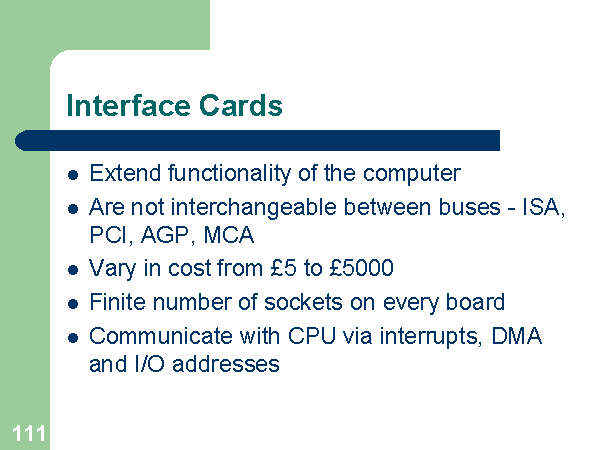 Interface Cards
● Extend functionality of the computer
● Are not interchangeable between buses - ISA,
PCI, AGP, MCA
● Vary in cost from £5 to £5000
● Finite number of sockets on every board
● Communicate with CPU via interrupts, DMA
and I/O addresses
111